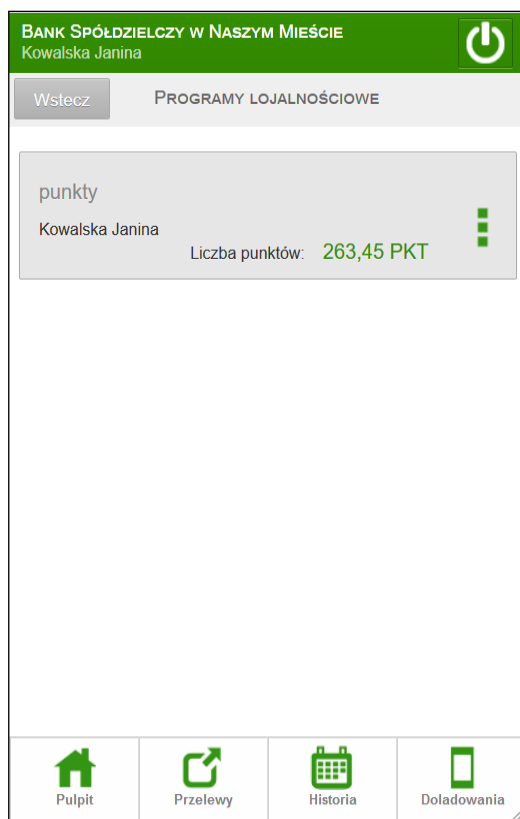 Bank Spółdzielczy w Naszym Mieście
Kowalska Janina
Wstecz
Programy lojalnościowe
punkty
Kowalska Janina
Liczba punktów: 263,45 PKT
Pulpit
Przelewy
Historia
Doladowania